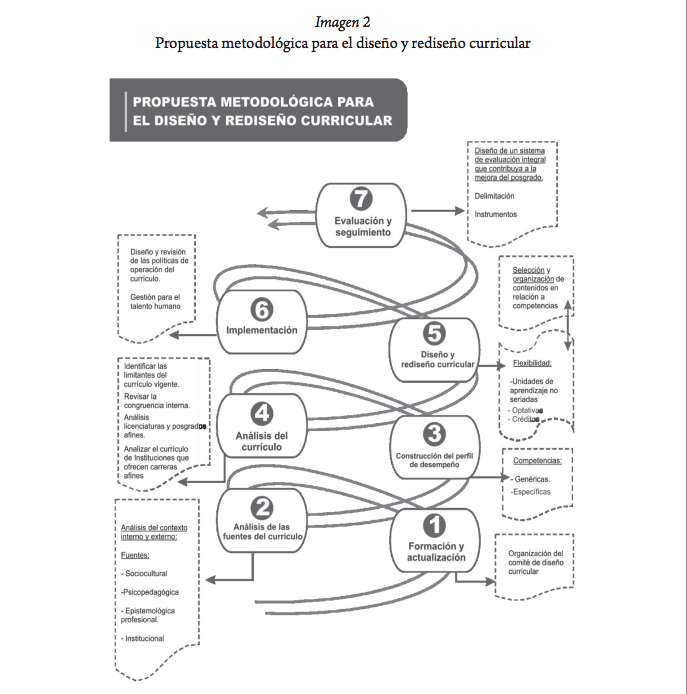 Imagen 2
Propuesta metodológica para el diseño y rediseño curricular
PROPUESTA METODOLÓGICA PARA
EL DISEÑO Y REDISEÑO CURRICULAR
Diseño de un sistema
de evaluación integral
que contribuya a la
mejora del posgrado.
Delimitación
Instrumentos
7
Evaluación y
seguimiento
Diseño y revisión
de las políticas de
operación del
currículo.
Gestión para el
talento humano
6
Implementación
Selección y
organización de
contenidos en
relación a
competencias
5
Diseño y
rediseño curricular
Flexibilidad:
-Unidades de
aprendizaje no
seriadas
- Optativas
- Créditos
Identificar las
limitantes del
currículo vigente.
Revisar la
congruencia interna.
Análisis
licenciaturas y posgrados
afines.
Analizar el currículo
de Instituciones que
ofrecen carreras
afines
4
Análisis del
currículo
3
Construcción del perfil
de desempeño
Competencias:
- Genéricas.
-Específicas
2
Análisis de las
fuentes del currículo
Análisis del contexto
interno y externo:
Fuentes:
- Sociocultural
-Psicopedagógica
- Epistemológica
profesional.
- Institucional
1
Formación y
actualización
Organización del
comité de diseño
curricular